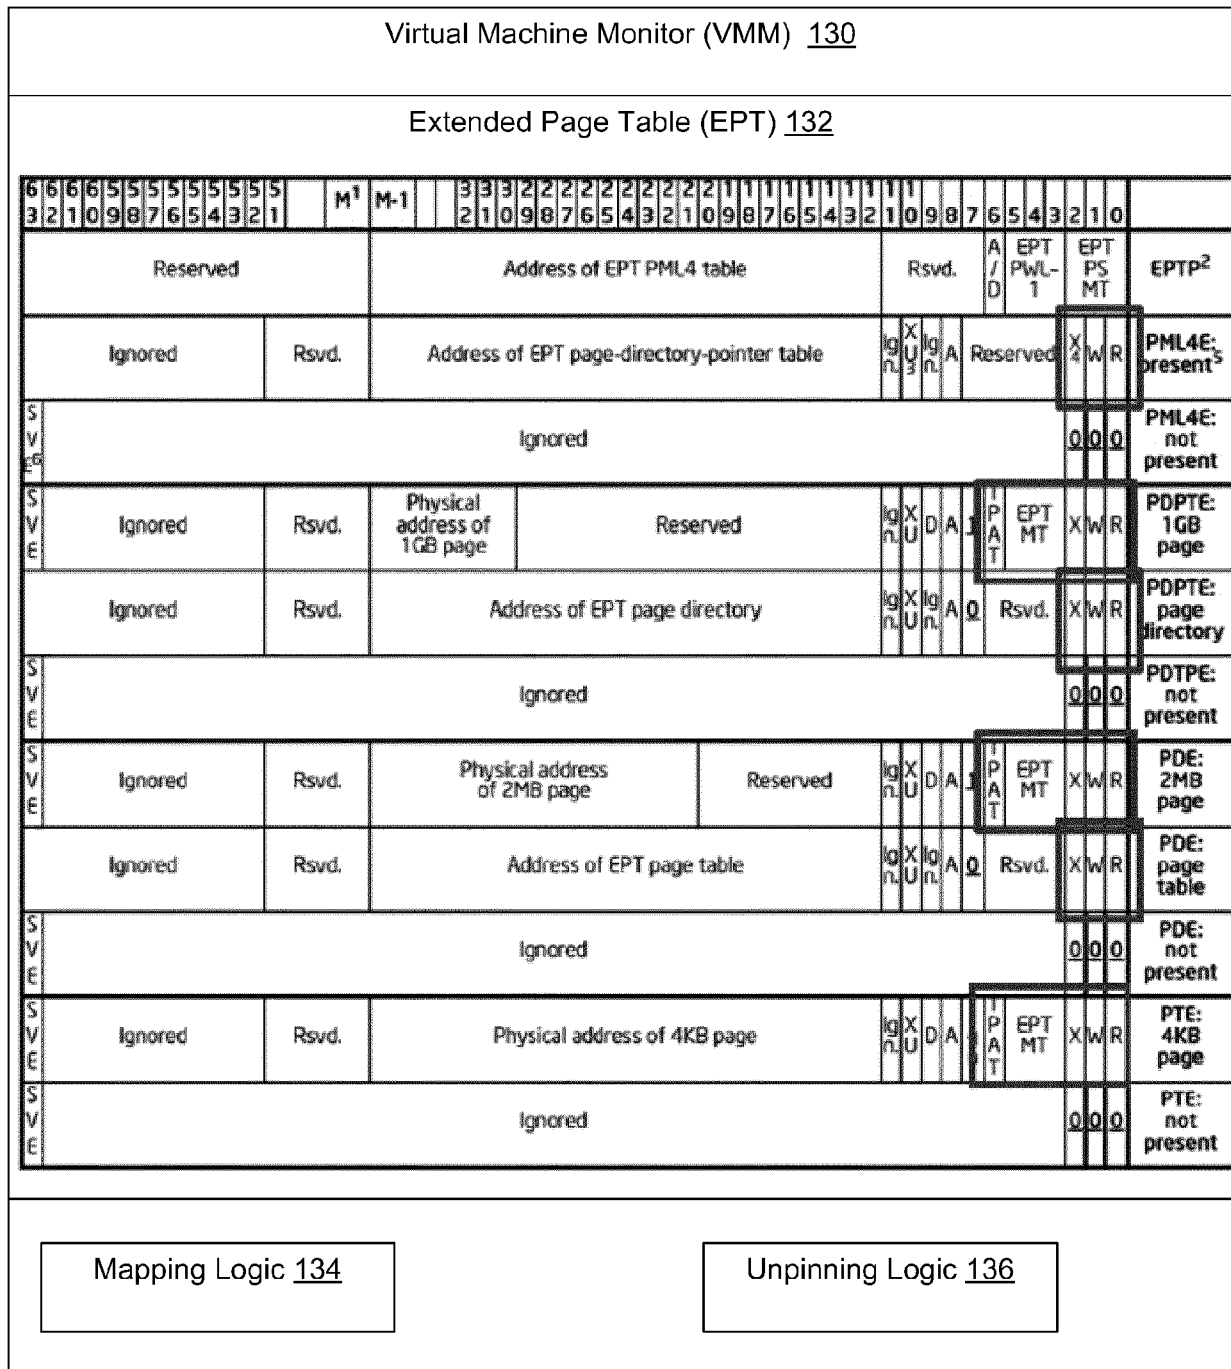 Virtual Machine Monitor (VMM) 130
Extended Page Table (EPT) 132
6 6 6 6 5 5 5 5 5 5 5 5 5 M¹ M-1 3 3 3 2 2 2 2 2 2 2 2 2 2 1 1 1 1 1 1 1 1 1 1
3 2 1 0 9 8 7 6 5 4 3 2 1 2 1 0 9 8 7 6 5 4 3 2 1 0 9 8 7 6 5 4 3 2 1 0 9 8 7 6 5 4 3 2 1 0
Reserved Address of EPT PML4 table Rsvd. A/D EPT PWL-1 EPT PS MT EPTP²
Ignored Rsvd. Address of EPT page-directory-pointer table Ign. XU3 Ign. A Reserved X4 W R PML4E: present5
SVE6 Ignored 0 0 0 PML4E: not present
SVE Ignored Rsvd. Physical address of 1GB page Reserved Ign. XU D A 1 IPAT EPT MT X W R PDPTE: 1GB page
Ignored Rsvd. Address of EPT page directory Ign. XU Ign. A 0 Rsvd. X W R PDPTE: page directory
SVE Ignored 0 0 0 PDTPE: not present
SVE Ignored Rsvd. Physical address of 2MB page Reserved Ign. XU D A 1 IPAT EPT MT X W R PDE: 2MB page
Ignored Rsvd. Address of EPT page table Ign. XU Ign. A 0 Rsvd. X W R PDE: page table
SVE Ignored 0 0 0 PDE: not present
SVE Ignored Rsvd. Physical address of 4KB page Ign. XU D A IPAT EPT MT X W R PTE: 4KB page
SVE Ignored 0 0 0 PTE: not present
Mapping Logic 134
Unpinning Logic 136